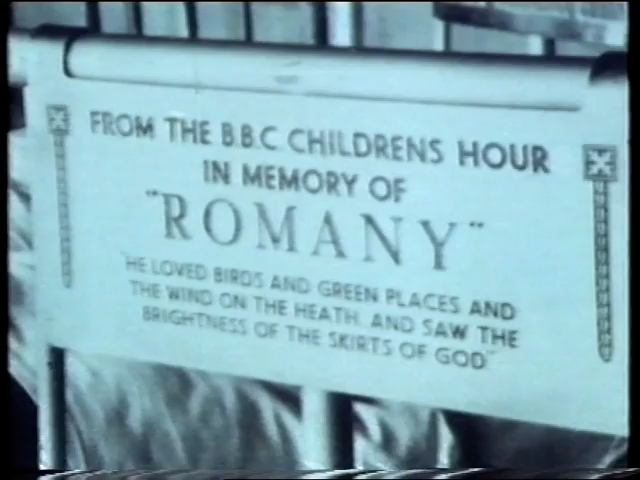 FROM THE B.B.C CHILDRENS HOUR
IN MEMORY OF
"ROMANY"
"HE LOVED BIRDS AND GREEN PLACES AND
THE WIND ON THE HEATH, AND SAW THE
BRIGHTNESS OF THE SKIRTS OF GOD"